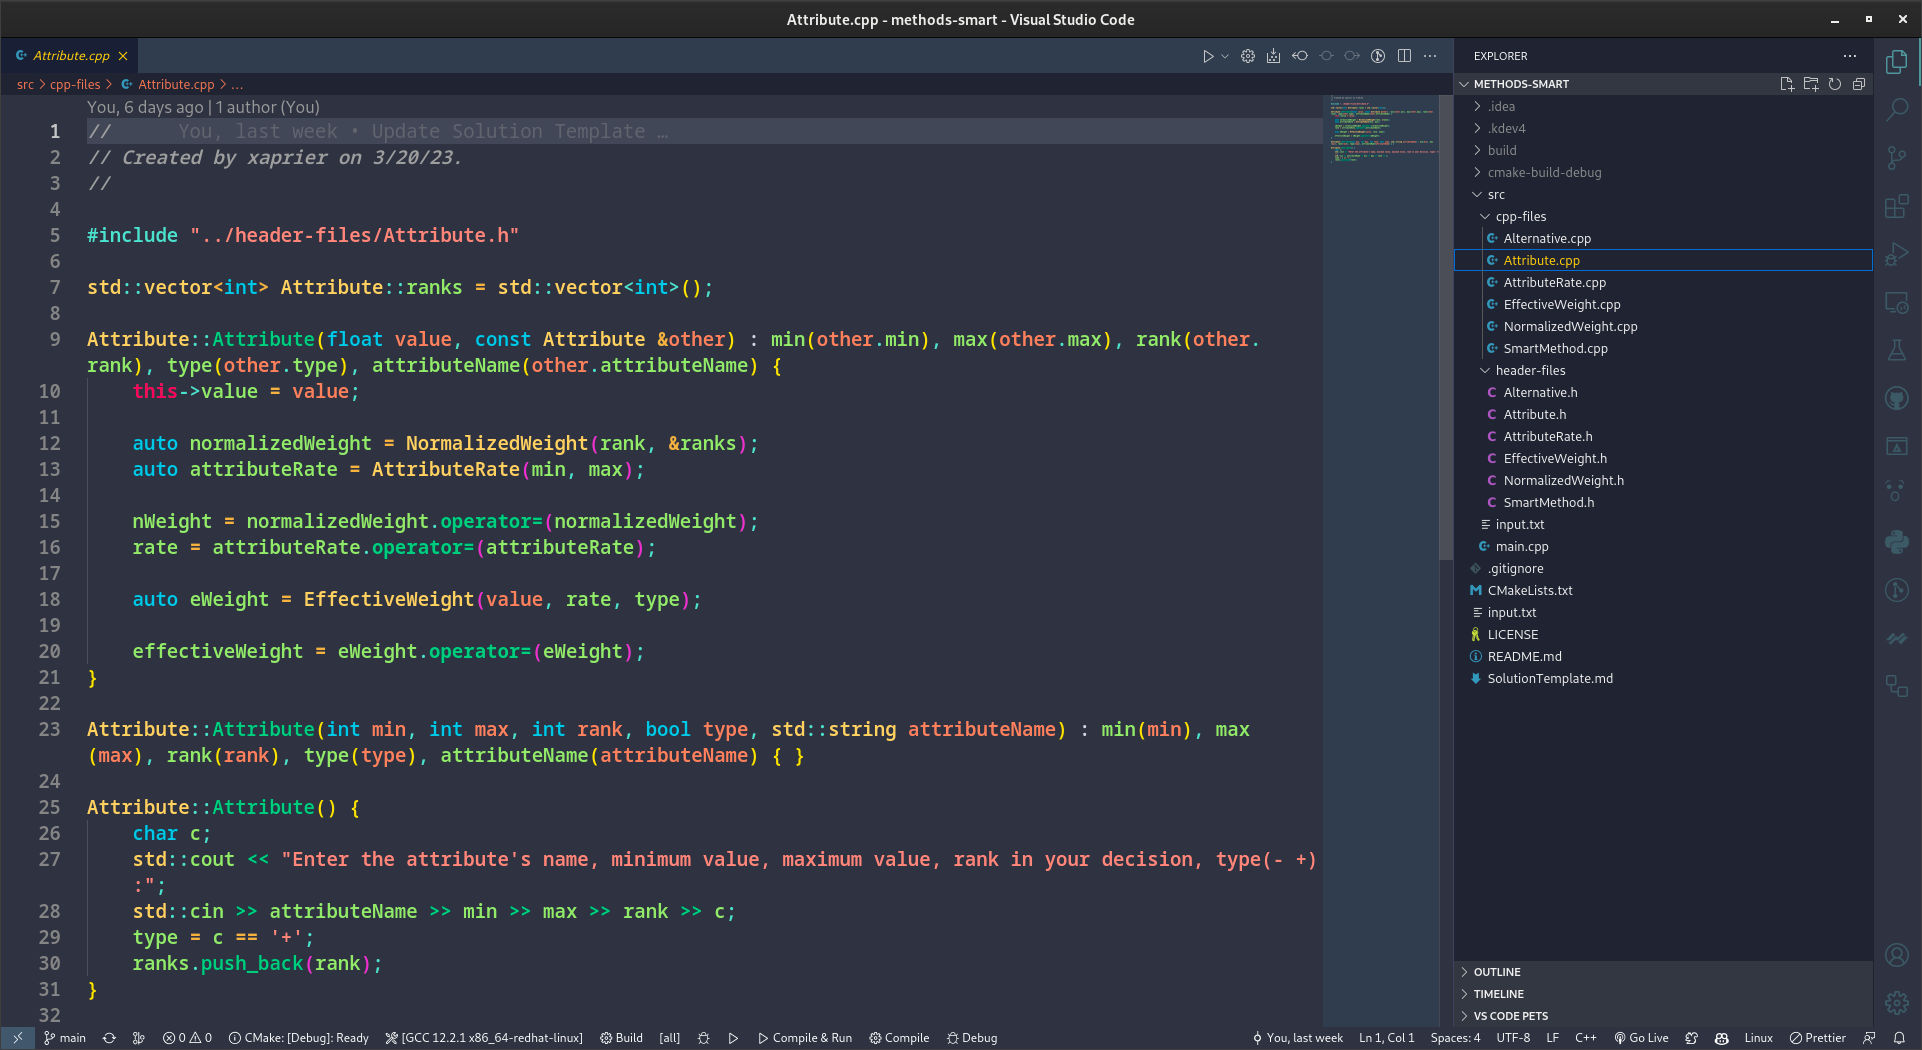 Attribute.cpp - methods-smart - Visual Studio Code
Attribute.cpp
src > cpp-files > Attribute.cpp > ...
You, 6 days ago | 1 author (You)
1 // You, last week • Update Solution Template …
2 // Created by xaprier on 3/20/23.
3 //
4
5 #include "../header-files/Attribute.h"
6
7 std::vector<int> Attribute::ranks = std::vector<int>();
8
9 Attribute::Attribute(float value, const Attribute &other) : min(other.min), max(other.max), rank(other.
rank), type(other.type), attributeName(other.attributeName) {
10 this->value = value;
11
12 auto normalizedWeight = NormalizedWeight(rank, &ranks);
13 auto attributeRate = AttributeRate(min, max);
14
15 nWeight = normalizedWeight.operator=(normalizedWeight);
16 rate = attributeRate.operator=(attributeRate);
17
18 auto eWeight = EffectiveWeight(value, rate, type);
19
20 effectiveWeight = eWeight.operator=(eWeight);
21 }
22
23 Attribute::Attribute(int min, int max, int rank, bool type, std::string attributeName) : min(min), max
(max), rank(rank), type(type), attributeName(attributeName) { }
24
25 Attribute::Attribute() {
26 char c;
27 std::cout << "Enter the attribute's name, minimum value, maximum value, rank in your decision, type(- +)
:";
28 std::cin >> attributeName >> min >> max >> rank >> c;
29 type = c == '+';
30 ranks.push_back(rank);
31 }
32
EXPLORER
METHODS-SMART
.idea
.kdev4
build
cmake-build-debug
src
cpp-files
Alternative.cpp
Attribute.cpp
AttributeRate.cpp
EffectiveWeight.cpp
NormalizedWeight.cpp
SmartMethod.cpp
header-files
Alternative.h
Attribute.h
AttributeRate.h
EffectiveWeight.h
NormalizedWeight.h
SmartMethod.h
input.txt
main.cpp
.gitignore
CMakeLists.txt
input.txt
LICENSE
README.md
SolutionTemplate.md
OUTLINE
TIMELINE
VS CODE PETS
main 0 0 CMake: [Debug]: Ready [GCC 12.2.1 x86_64-redhat-linux] Build [all] Compile & Run Compile Debug You, last week Ln 1, Col 1 Spaces: 4 UTF-8 LF C++ Go Live Linux Prettier